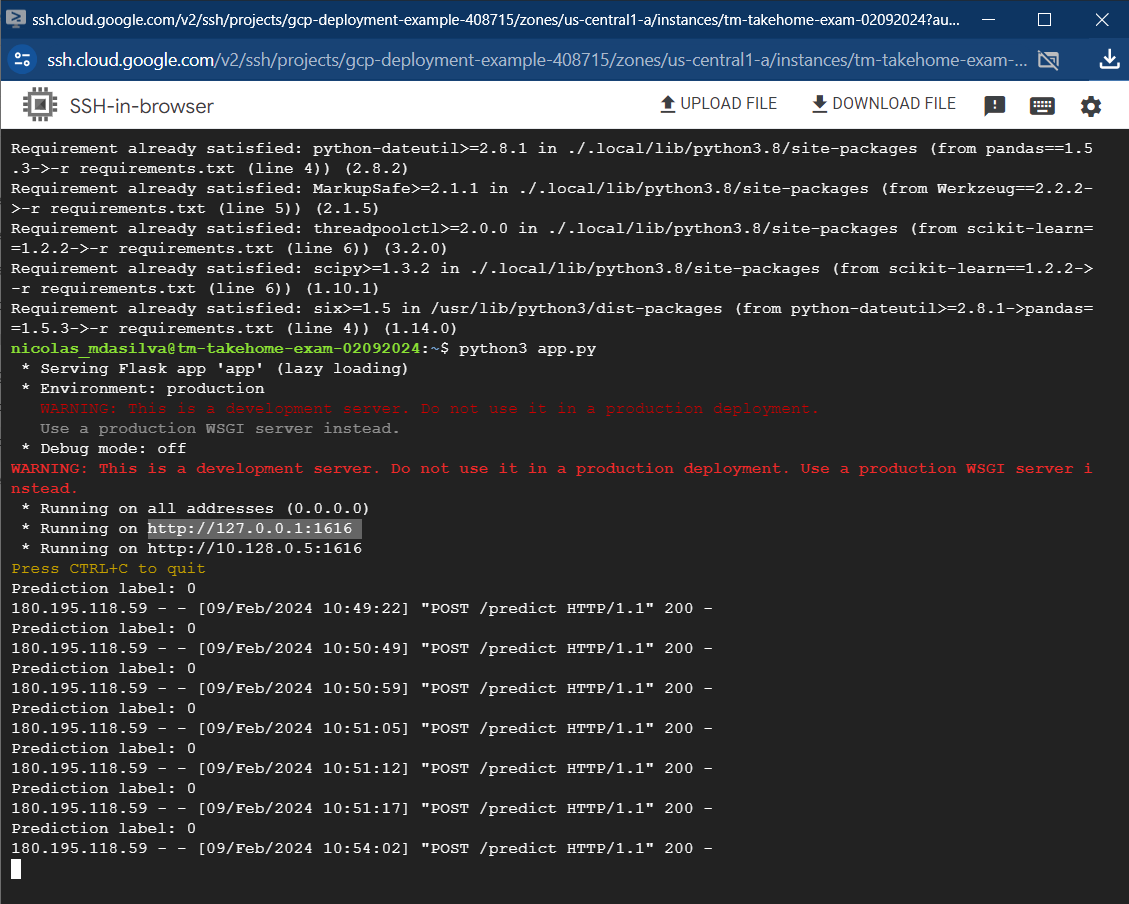 ssh.cloud.google.com/v2/ssh/projects/gcp-deployment-example-408715/zones/us-central1-a/instances/tm-takehome-exam-02092024?au...
ssh.cloud.google.com/v2/ssh/projects/gcp-deployment-example-408715/zones/us-central1-a/instances/tm-takehome-exam-...
SSH-in-browser UPLOAD FILE DOWNLOAD FILE
Requirement already satisfied: python-dateutil>=2.8.1 in ./.local/lib/python3.8/site-packages (from pandas==1.5
.3->-r requirements.txt (line 4)) (2.8.2)
Requirement already satisfied: MarkupSafe>=2.1.1 in ./.local/lib/python3.8/site-packages (from Werkzeug==2.2.2-
>-r requirements.txt (line 5)) (2.1.5)
Requirement already satisfied: threadpoolctl>=2.0.0 in ./.local/lib/python3.8/site-packages (from scikit-learn=
=1.2.2->-r requirements.txt (line 6)) (3.2.0)
Requirement already satisfied: scipy>=1.3.2 in ./.local/lib/python3.8/site-packages (from scikit-learn==1.2.2->
-r requirements.txt (line 6)) (1.10.1)
Requirement already satisfied: six>=1.5 in /usr/lib/python3/dist-packages (from python-dateutil>=2.8.1->pandas=
=1.5.3->-r requirements.txt (line 4)) (1.14.0)
nicolas_mdasilva@tm-takehome-exam-02092024:~$ python3 app.py
* Serving Flask app 'app' (lazy loading)
* Environment: production
WARNING: This is a development server. Do not use it in a production deployment.
Use a production WSGI server instead.
* Debug mode: off
WARNING: This is a development server. Do not use it in a production deployment. Use a production WSGI server i
nstead.
* Running on all addresses (0.0.0.0)
* Running on http://127.0.0.1:1616
* Running on http://10.128.0.5:1616
Press CTRL+C to quit
Prediction label: 0
180.195.118.59 - - [09/Feb/2024 10:49:22] "POST /predict HTTP/1.1" 200 -
Prediction label: 0
180.195.118.59 - - [09/Feb/2024 10:50:49] "POST /predict HTTP/1.1" 200 -
Prediction label: 0
180.195.118.59 - - [09/Feb/2024 10:50:59] "POST /predict HTTP/1.1" 200 -
Prediction label: 0
180.195.118.59 - - [09/Feb/2024 10:51:05] "POST /predict HTTP/1.1" 200 -
Prediction label: 0
180.195.118.59 - - [09/Feb/2024 10:51:12] "POST /predict HTTP/1.1" 200 -
Prediction label: 0
180.195.118.59 - - [09/Feb/2024 10:51:17] "POST /predict HTTP/1.1" 200 -
Prediction label: 0
180.195.118.59 - - [09/Feb/2024 10:54:02] "POST /predict HTTP/1.1" 200 -